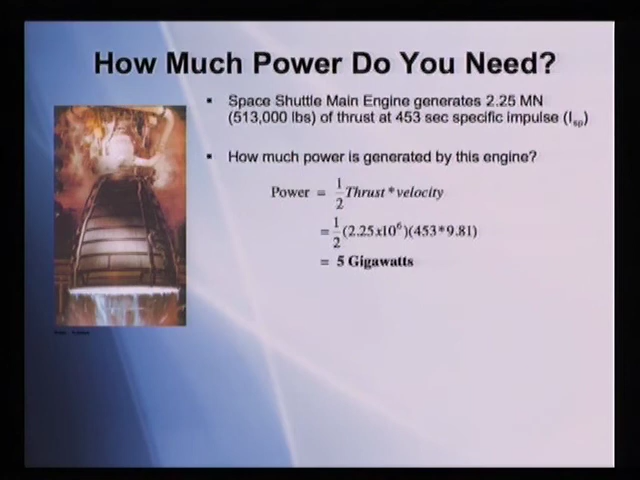 How Much Power Do You Need?
▪ Space Shuttle Main Engine generates 2.25 MN
(513,000 lbs) of thrust at 453 sec specific impulse (Isp)
▪ How much power is generated by this engine?
Power = 1/2 Thrust * velocity
= 1/2 (2.25x10^6)(453*9.81)
= 5 Gigawatts